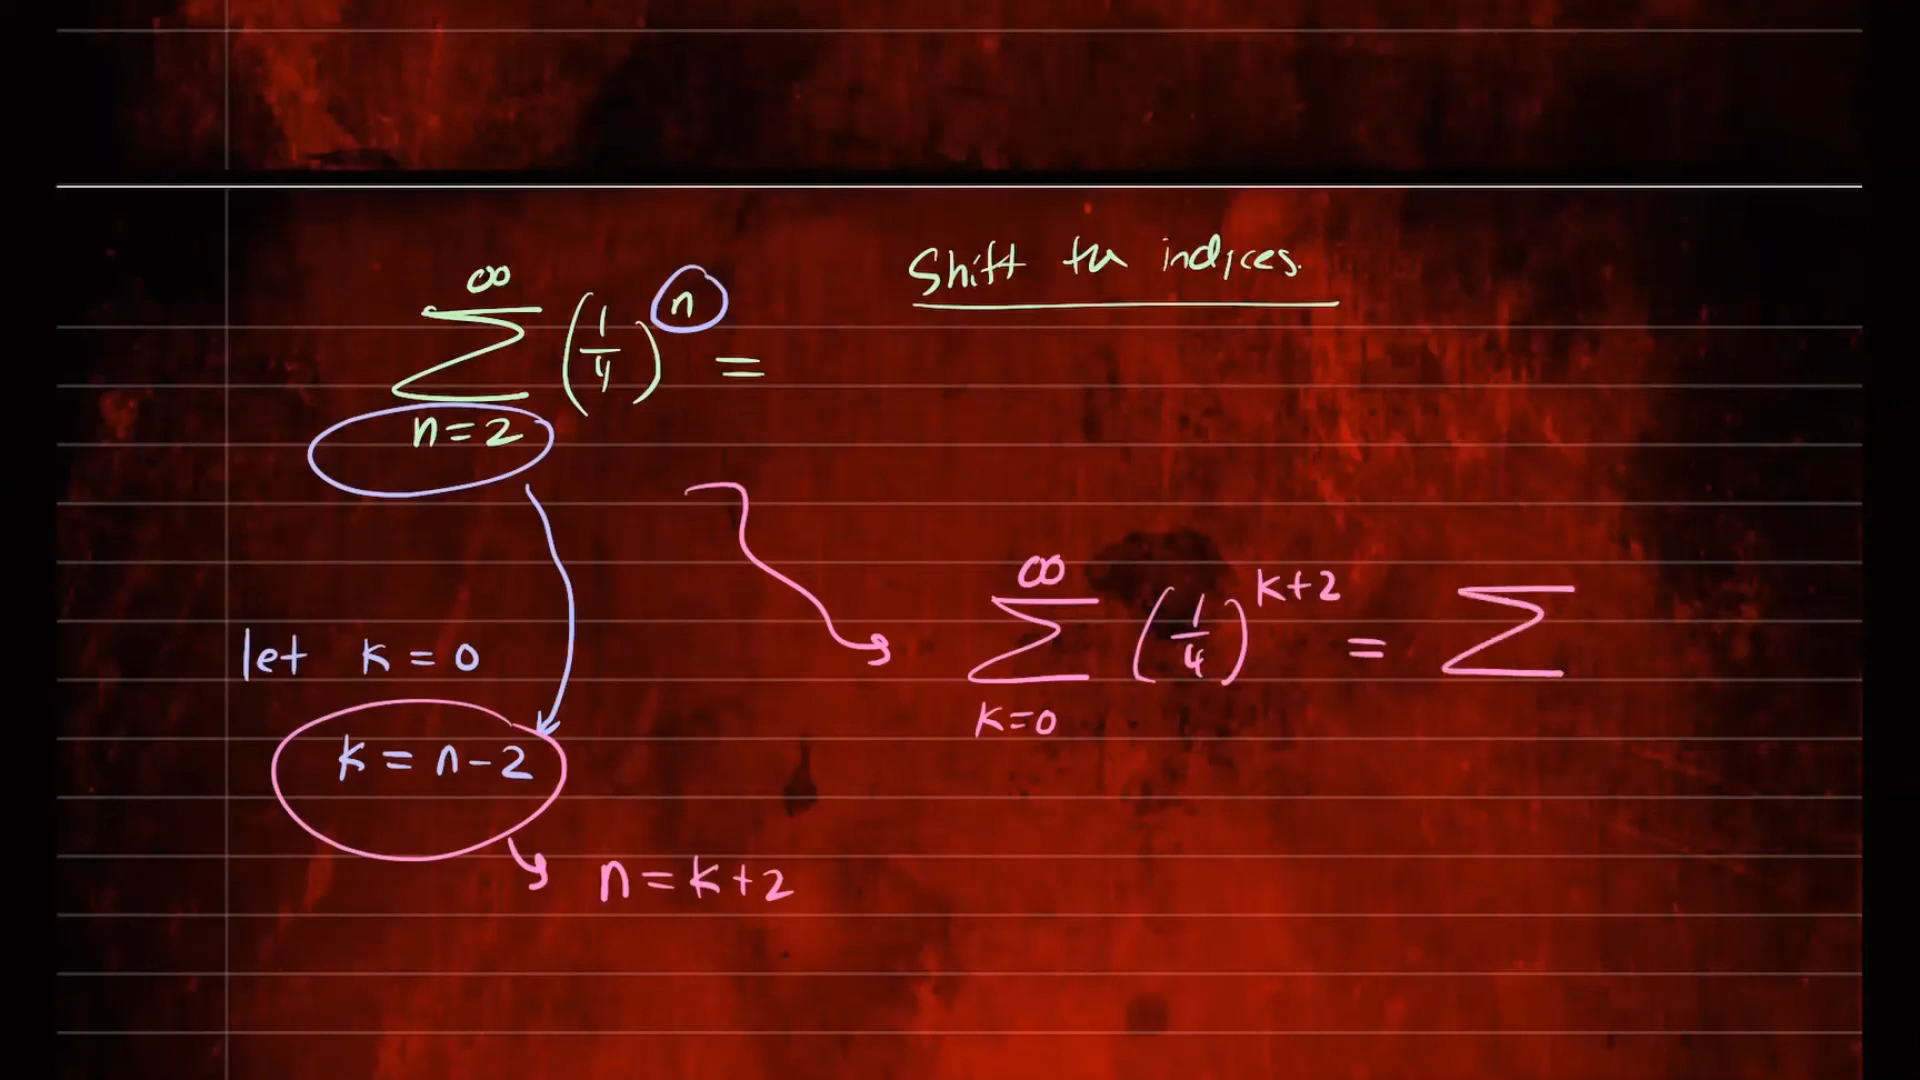 Shift the indices.
∞
∑ (1/4)^n =
n=2
∞
∑ (1/4)^(k+2) = ∑
k=0
let k = 0
k = n-2
n = k+2